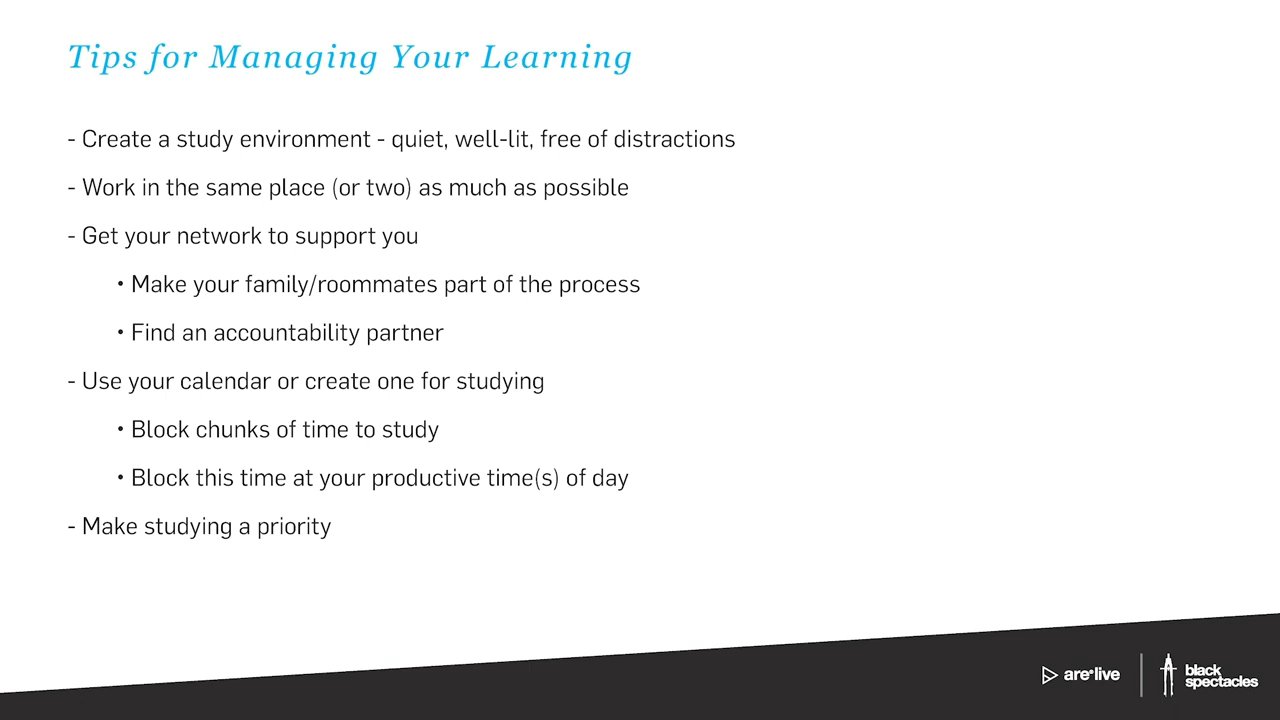 Tips for Managing Your Learning
- Create a study environment - quiet, well-lit, free of distractions
- Work in the same place (or two) as much as possible
- Get your network to support you
• Make your family/roommates part of the process
• Find an accountability partner
- Use your calendar or create one for studying
• Block chunks of time to study
• Block this time at your productive time(s) of day
- Make studying a priority
are•live
black
spectacles